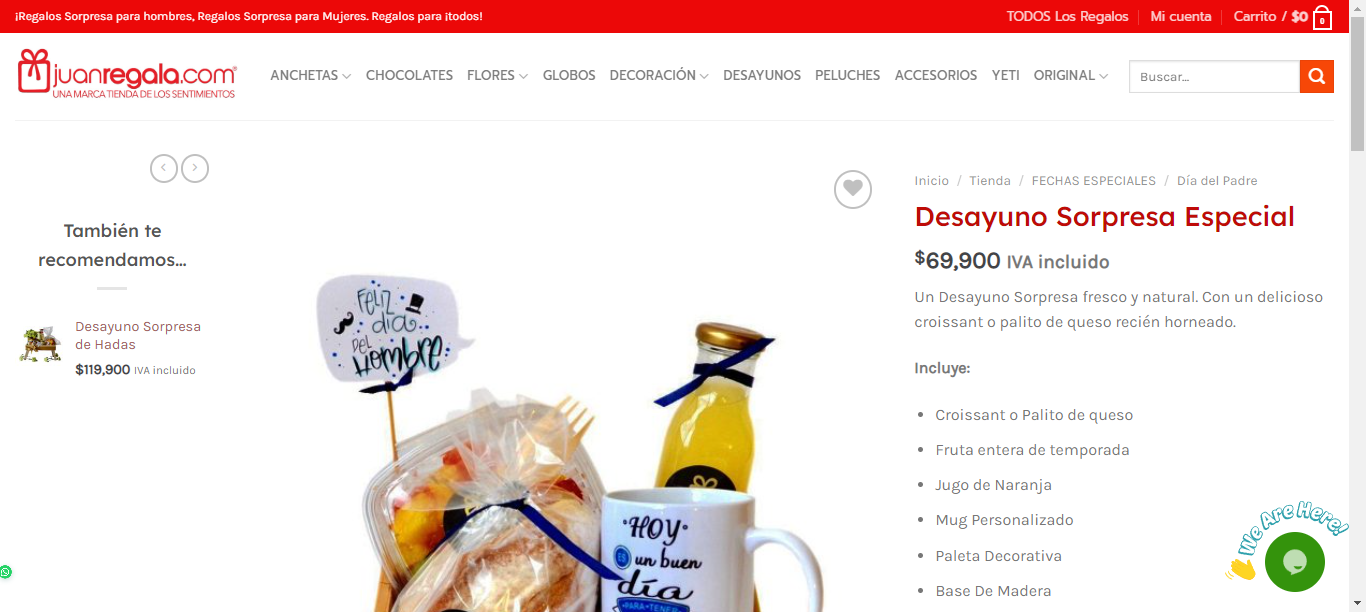 ¡Regalos Sorpresa para hombres, Regalos Sorpresa para Mujeres. Regalos para ¡todos!
TODOS Los Regalos
Mi cuenta
Carrito / $0
0
juanregala.com®
UNA MARCA TIENDA DE LOS SENTIMIENTOS
ANCHETAS
CHOCOLATES
FLORES
GLOBOS
DECORACIÓN
DESAYUNOS
PELUCHES
ACCESORIOS
YETI
ORIGINAL
Buscar...
También te
recomendamos...
Desayuno Sorpresa
de Hadas
$119,900 IVA incluido
FELIZ
dia
DEL
HOMBRE
HOY
ES
un buen
día
PARA TENER
Inicio / Tienda / FECHAS ESPECIALES / Día del Padre
Desayuno Sorpresa Especial
$69,900 IVA incluido
Un Desayuno Sorpresa fresco y natural. Con un delicioso
croissant o palito de queso recién horneado.
Incluye:
Croissant o Palito de queso
Fruta entera de temporada
Jugo de Naranja
Mug Personalizado
Paleta Decorativa
Base De Madera
We Are Here!